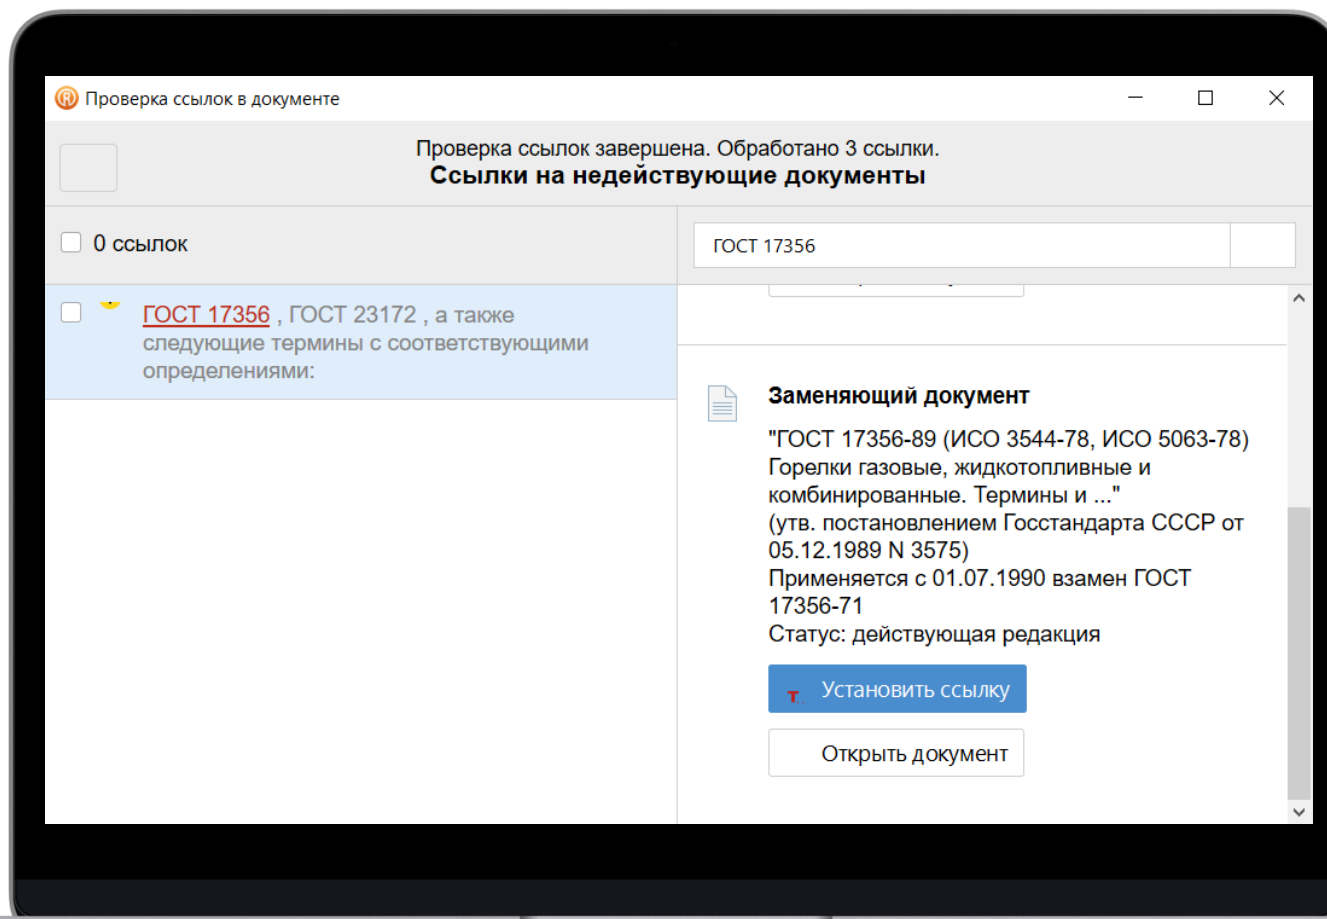 Проверка ссылок в документе
Проверка ссылок завершена. Обработано 3 ссылки.
Ссылки на недействующие документы
0 ссылок
ГОСТ 17356
ГОСТ 17356 , ГОСТ 23172 , а также
следующие термины с соответствующими
определениями:
Заменяющий документ
"ГОСТ 17356-89 (ИСО 3544-78, ИСО 5063-78)
Горелки газовые, жидкотопливные и
комбинированные. Термины и ..."
(утв. постановлением Госстандарта СССР от
05.12.1989 N 3575)
Применяется с 01.07.1990 взамен ГОСТ
17356-71
Статус: действующая редакция
Установить ссылку
Открыть документ